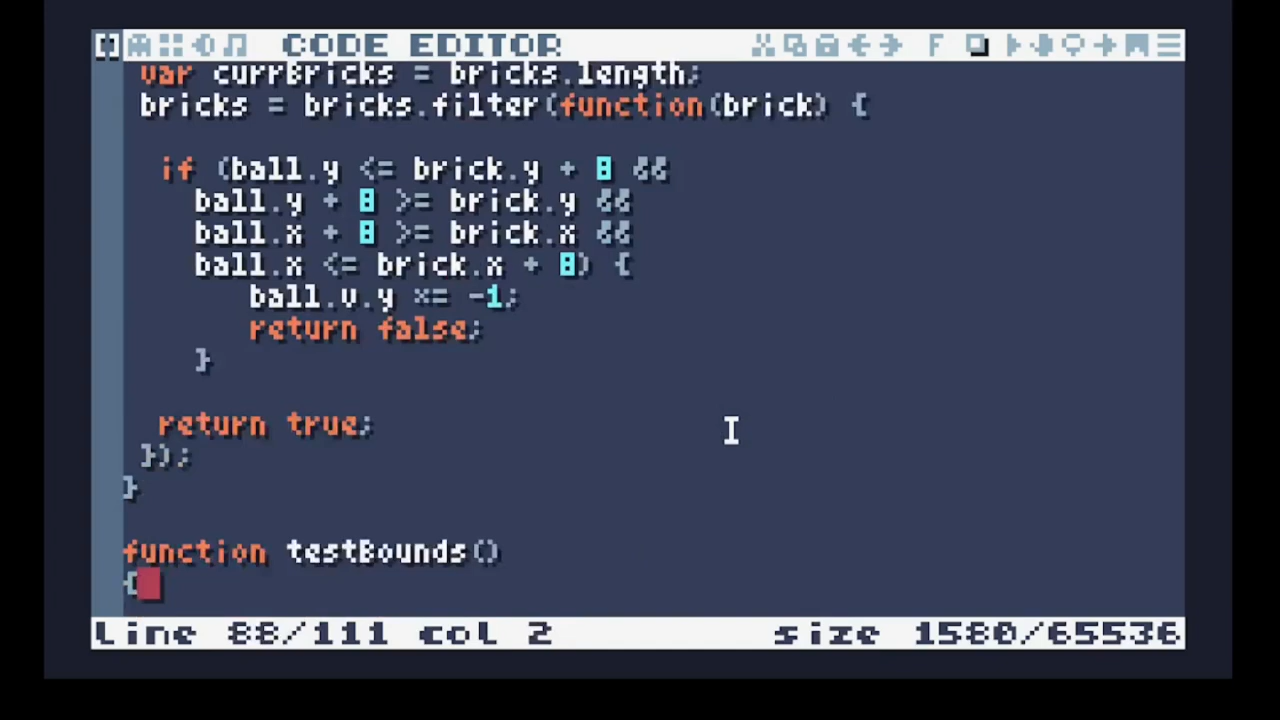 CODE EDITOR F
var currBricks = bricks.length;
bricks = bricks.filter(function(brick) {
if (ball.y <= brick.y + 8 &&
ball.y + 8 >= brick.y &&
ball.x + 8 >= brick.x &&
ball.x <= brick.x + 8) {
ball.v.y *= -1;
return false;
}
return true;
});
}
function testBounds()
{
line 88/111 col 2 size 1580/65536